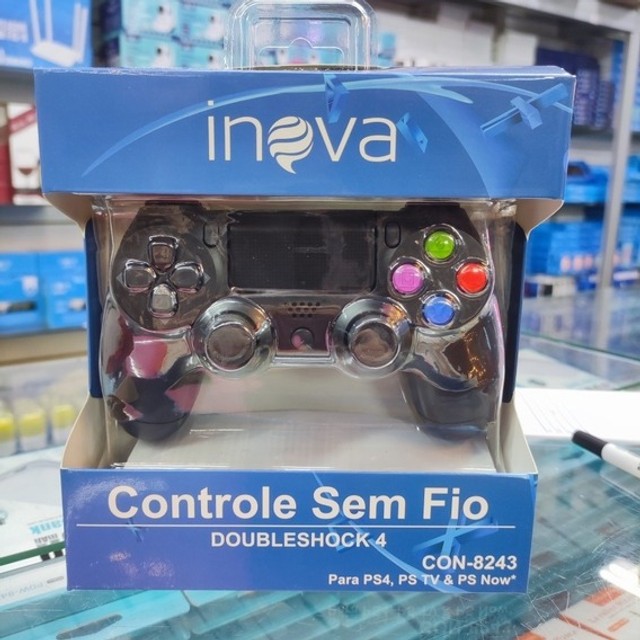 inova
Controle Sem Fio
DOUBLESHOCK 4
CON-8243
Para PS4, PS TV & PS Now*